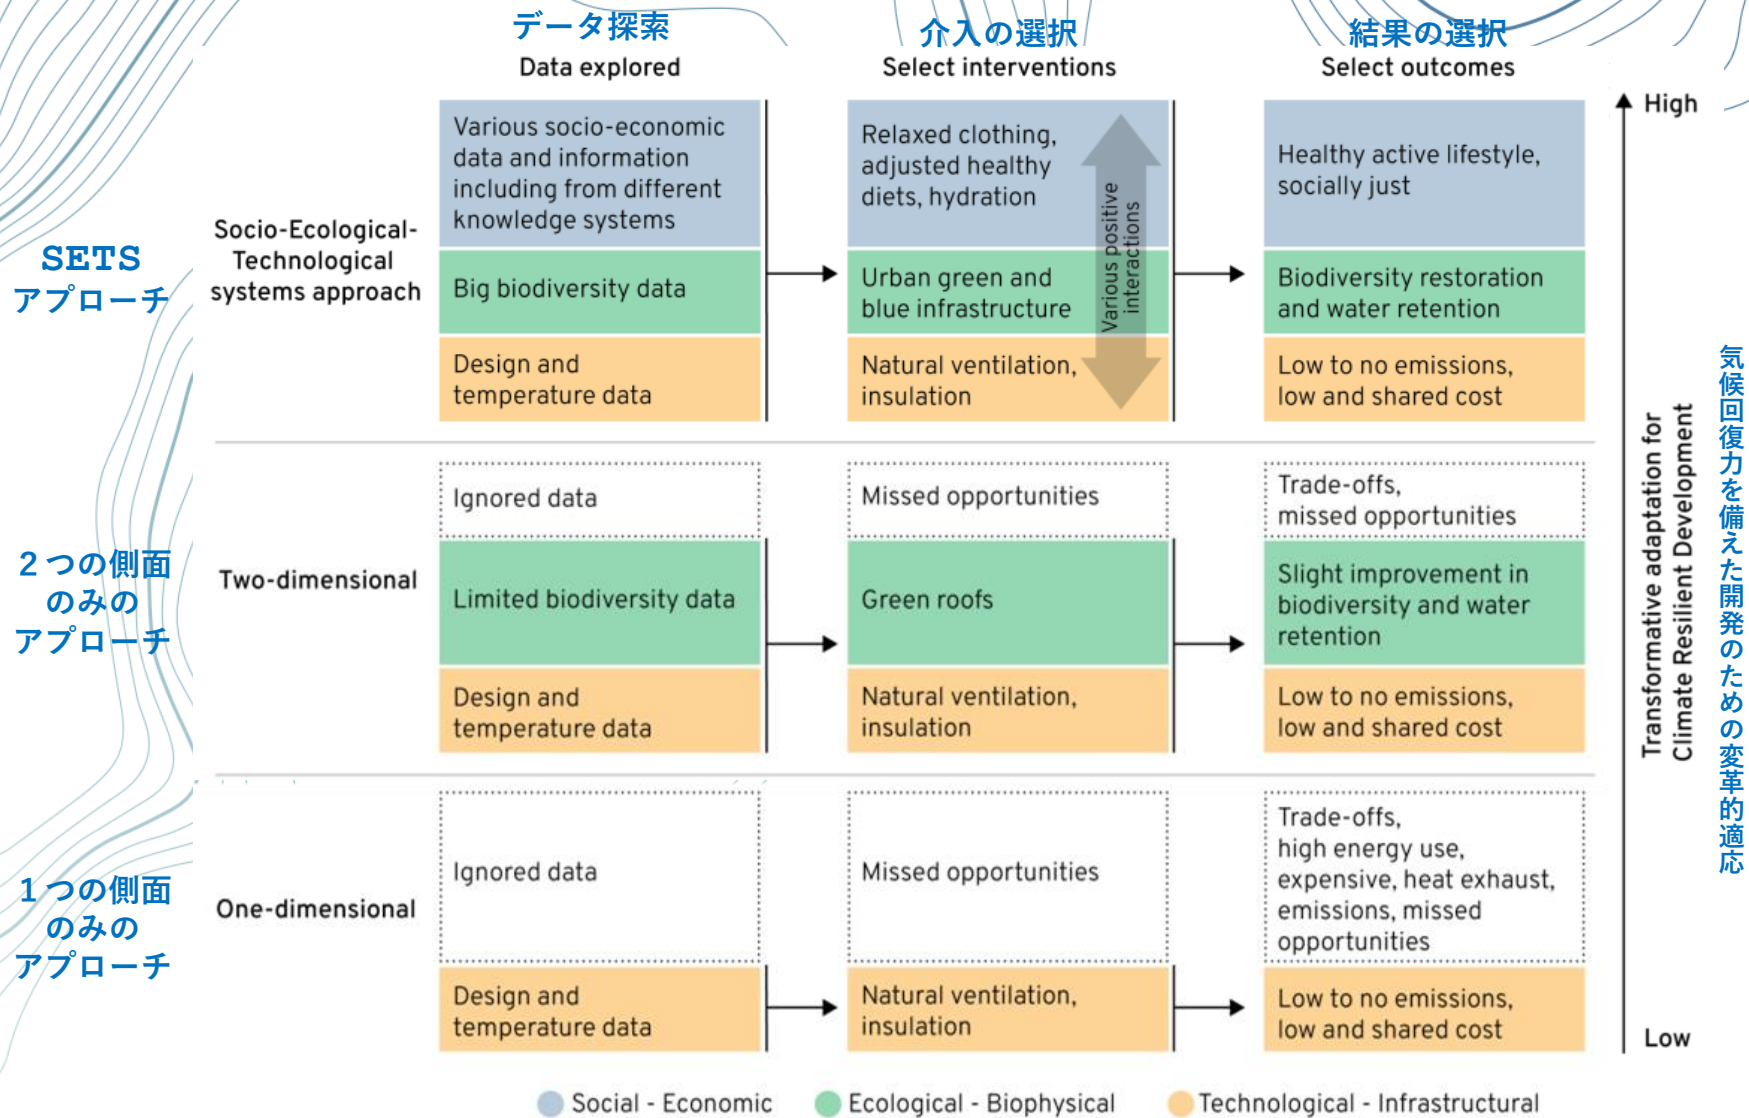 データ探索
介入の選択
結果の選択
Data explored
Select interventions
Select outcomes
High
SETS
アプローチ
Socio-Ecological-
Technological
systems approach
Various socio-economic
data and information
including from different
knowledge systems
Relaxed clothing,
adjusted healthy
diets, hydration
Healthy active lifestyle,
socially just
Big biodiversity data
Urban green and
blue infrastructure
Biodiversity restoration
and water retention
Design and
temperature data
Natural ventilation,
insulation
Low to no emissions,
low and shared cost
Various positive
interactions
2つの側面
のみの
アプローチ
Two-dimensional
Ignored data
Missed opportunities
Trade-offs,
missed opportunities
Limited biodiversity data
Green roofs
Slight improvement in
biodiversity and water
retention
Design and
temperature data
Natural ventilation,
insulation
Low to no emissions,
low and shared cost
1つの側面
のみの
アプローチ
One-dimensional
Ignored data
Missed opportunities
Trade-offs,
high energy use,
expensive, heat exhaust,
emissions, missed
opportunities
Design and
temperature data
Natural ventilation,
insulation
Low to no emissions,
low and shared cost
Transformative adaptation for
Climate Resilient Development
気候回復力を備えた開発のための変革的適応
Low
Social - Economic
Ecological - Biophysical
Technological - Infrastructural